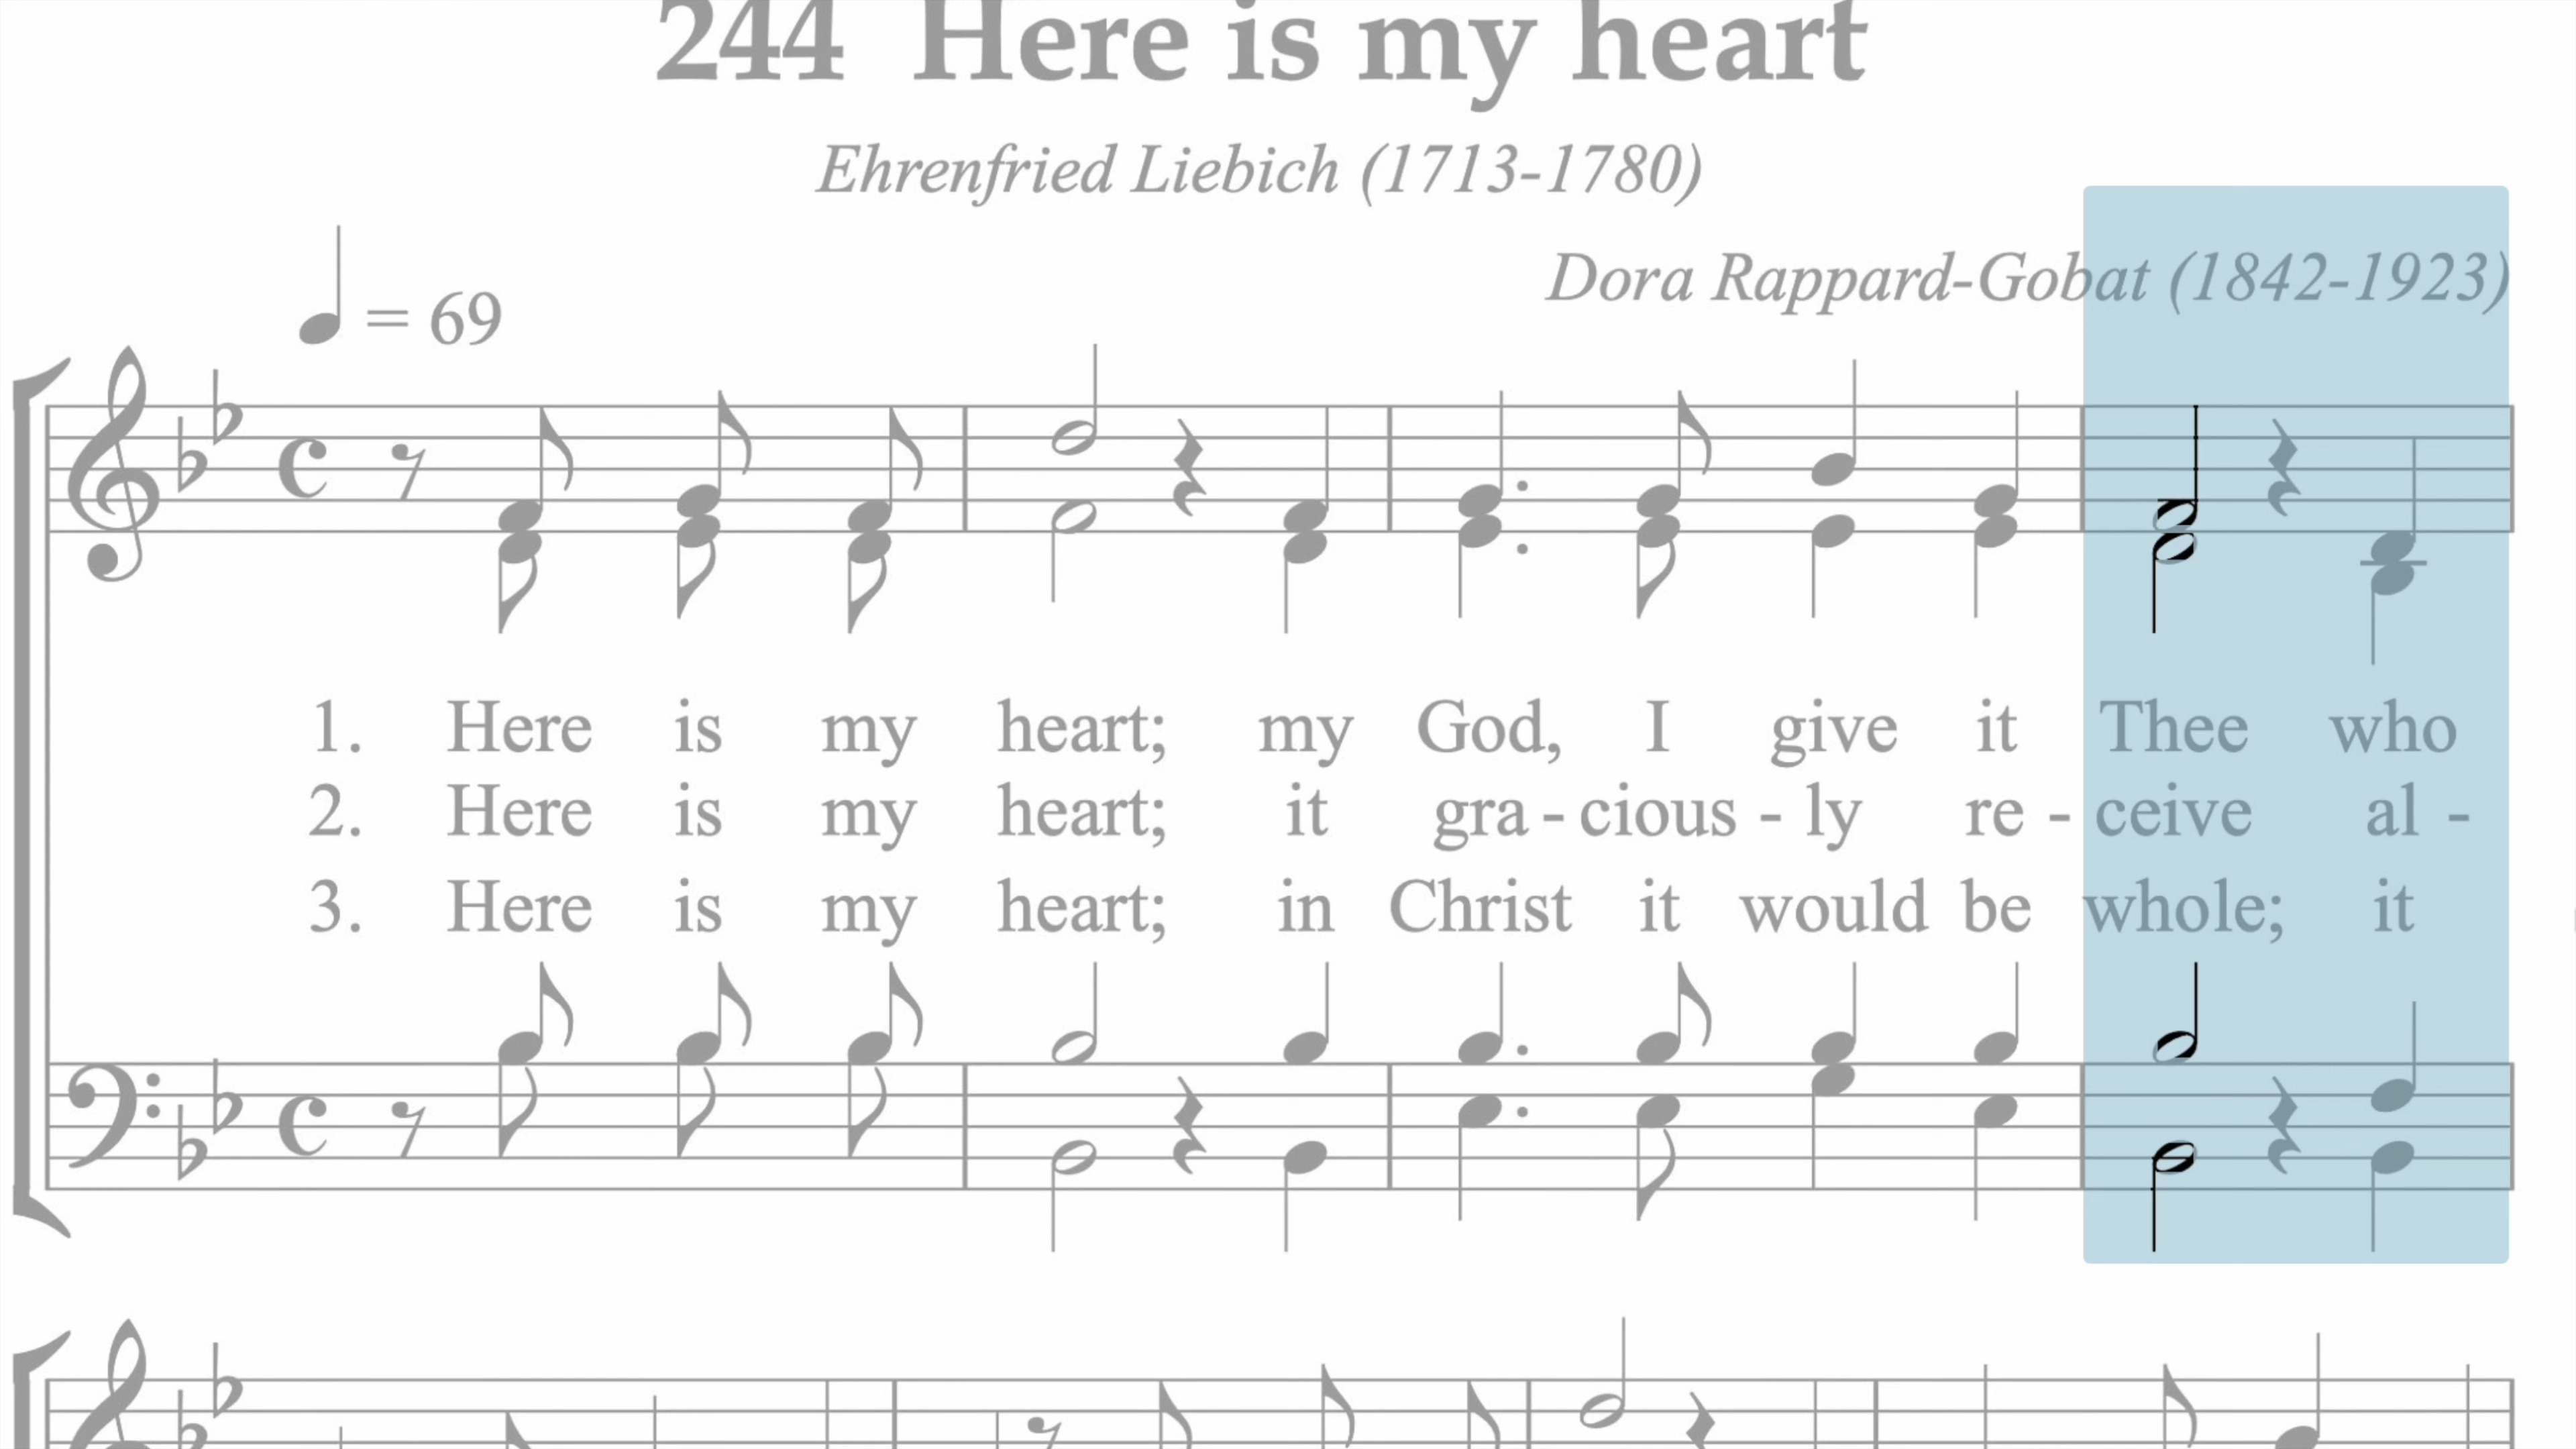 244 Here is my heart
Ehrenfried Liebich (1713-1780)
Dora Rappard-Gobat (1842-1923)
= 69
1. Here is my heart; my God, I give it Thee who
2. Here is my heart; it gra - cious - ly re - ceive al -
3. Here is my heart; in Christ it would be whole; it